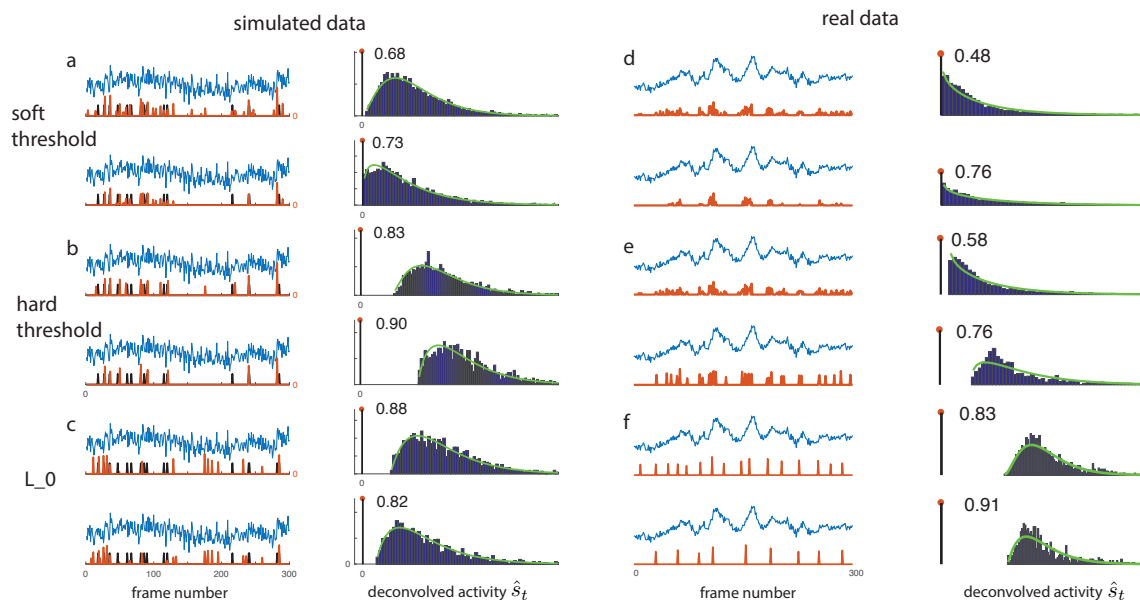 simulated data
real data
a
0.68
d
0.48
soft
threshold
0
0
0.73
0.76
0
0
0
b
0.83
e
0.58
hard
threshold
0.90
0.76
0
0
c
0.88
f
0.83
L_0
0.82
0.91
0
0
100
200
300
0
0
300
frame number
deconvolved activity ŝ_t
frame number
deconvolved activity ŝ_t